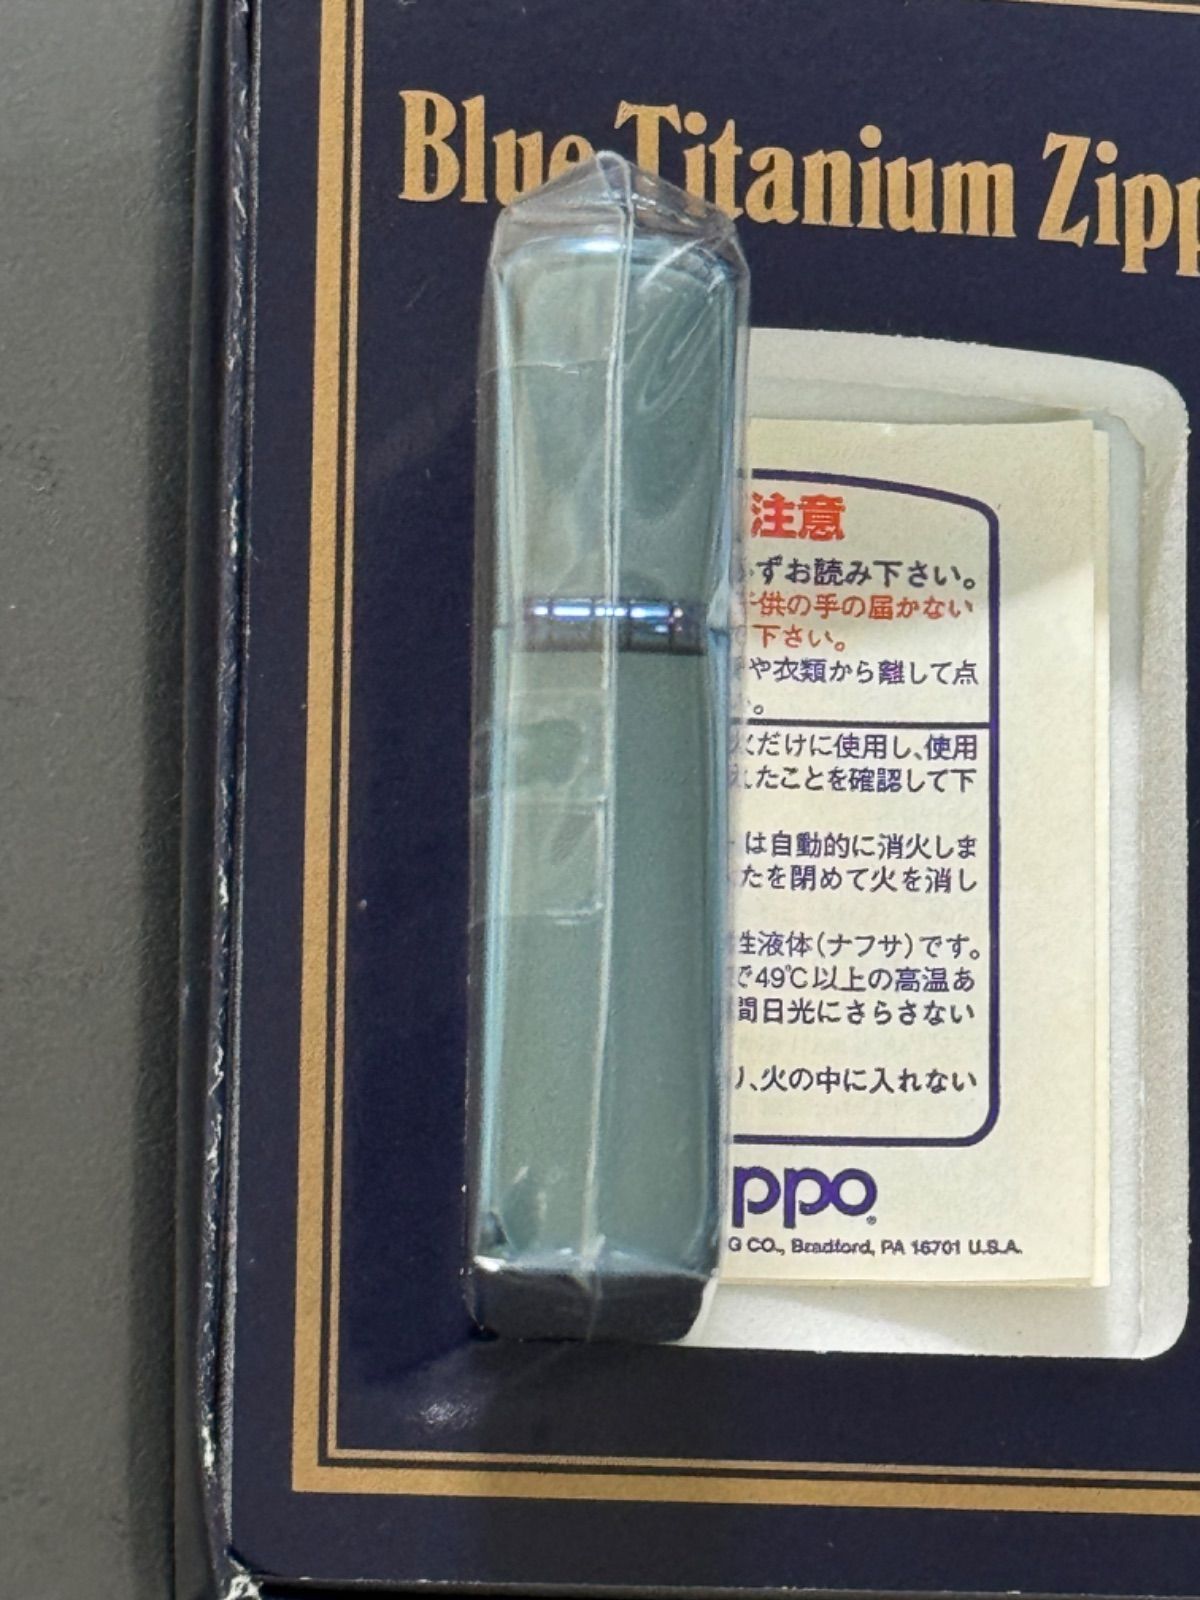 Blue Titanium Zipp
注意
ずお読み下さい。
供の手の届かない
下さい。
や衣類から離して点
。
だけに使用し、使用
たことを確認して下
は自動的に消火しま
たを閉めて火を消し
性液体(ナフサ)です。
で49℃以上の高温あ
間日光にさらさない
り、火の中に入れない
ppo
G CO., Bradford, PA 16701 U.S.A.